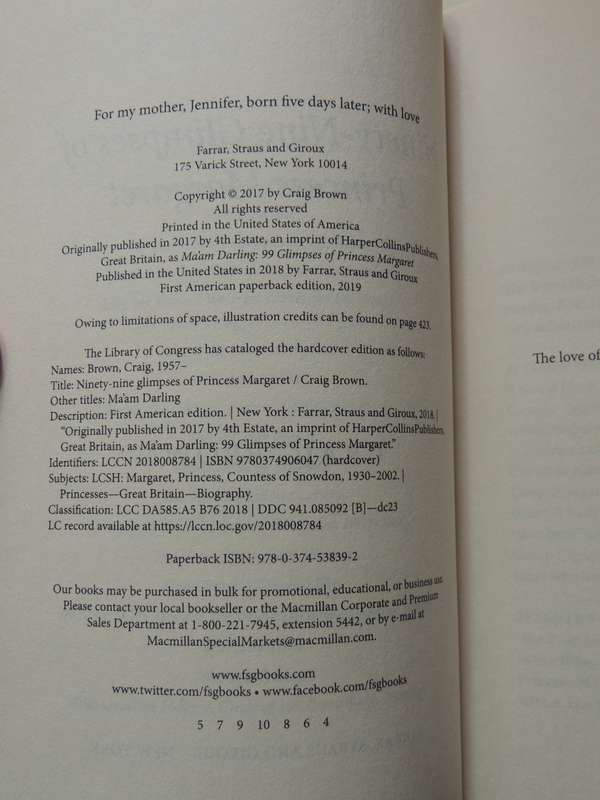 For my mother, Jennifer, born five days later; with love
Farrar, Straus and Giroux
175 Varick Street, New York 10014
Copyright © 2017 by Craig Brown
All rights reserved
Printed in the United States of America
Originally published in 2017 by 4th Estate, an imprint of HarperCollinsPublishers,
Great Britain, as Ma'am Darling: 99 Glimpses of Princess Margaret
Published in the United States in 2018 by Farrar, Straus and Giroux
First American paperback edition, 2019
Owing to limitations of space, illustration credits can be found on page 423.
The Library of Congress has cataloged the hardcover edition as follows:
Names: Brown, Craig, 1957–
Title: Ninety-nine glimpses of Princess Margaret / Craig Brown.
Other titles: Ma'am Darling
Description: First American edition. | New York : Farrar, Straus and Giroux, 2018. |
"Originally published in 2017 by 4th Estate, an imprint of HarperCollinsPublishers,
Great Britain, as Ma'am Darling: 99 Glimpses of Princess Margaret."
Identifiers: LCCN 2018008784 | ISBN 9780374906047 (hardcover)
Subjects: LCSH: Margaret, Princess, Countess of Snowdon, 1930–2002. |
Princesses—Great Britain—Biography.
Classification: LCC DA585.A5 B76 2018 | DDC 941.085092 [B]—dc23
LC record available at https://lccn.loc.gov/2018008784
Paperback ISBN: 978-0-374-53839-2
Our books may be purchased in bulk for promotional, educational, or business use.
Please contact your local bookseller or the Macmillan Corporate and Premium
Sales Department at 1-800-221-7945, extension 5442, or by e-mail at
MacmillanSpecialMarkets@macmillan.com.
www.fsgbooks.com
www.twitter.com/fsgbooks • www.facebook.com/fsgbooks
5 7 9 10 8 6 4
The love of